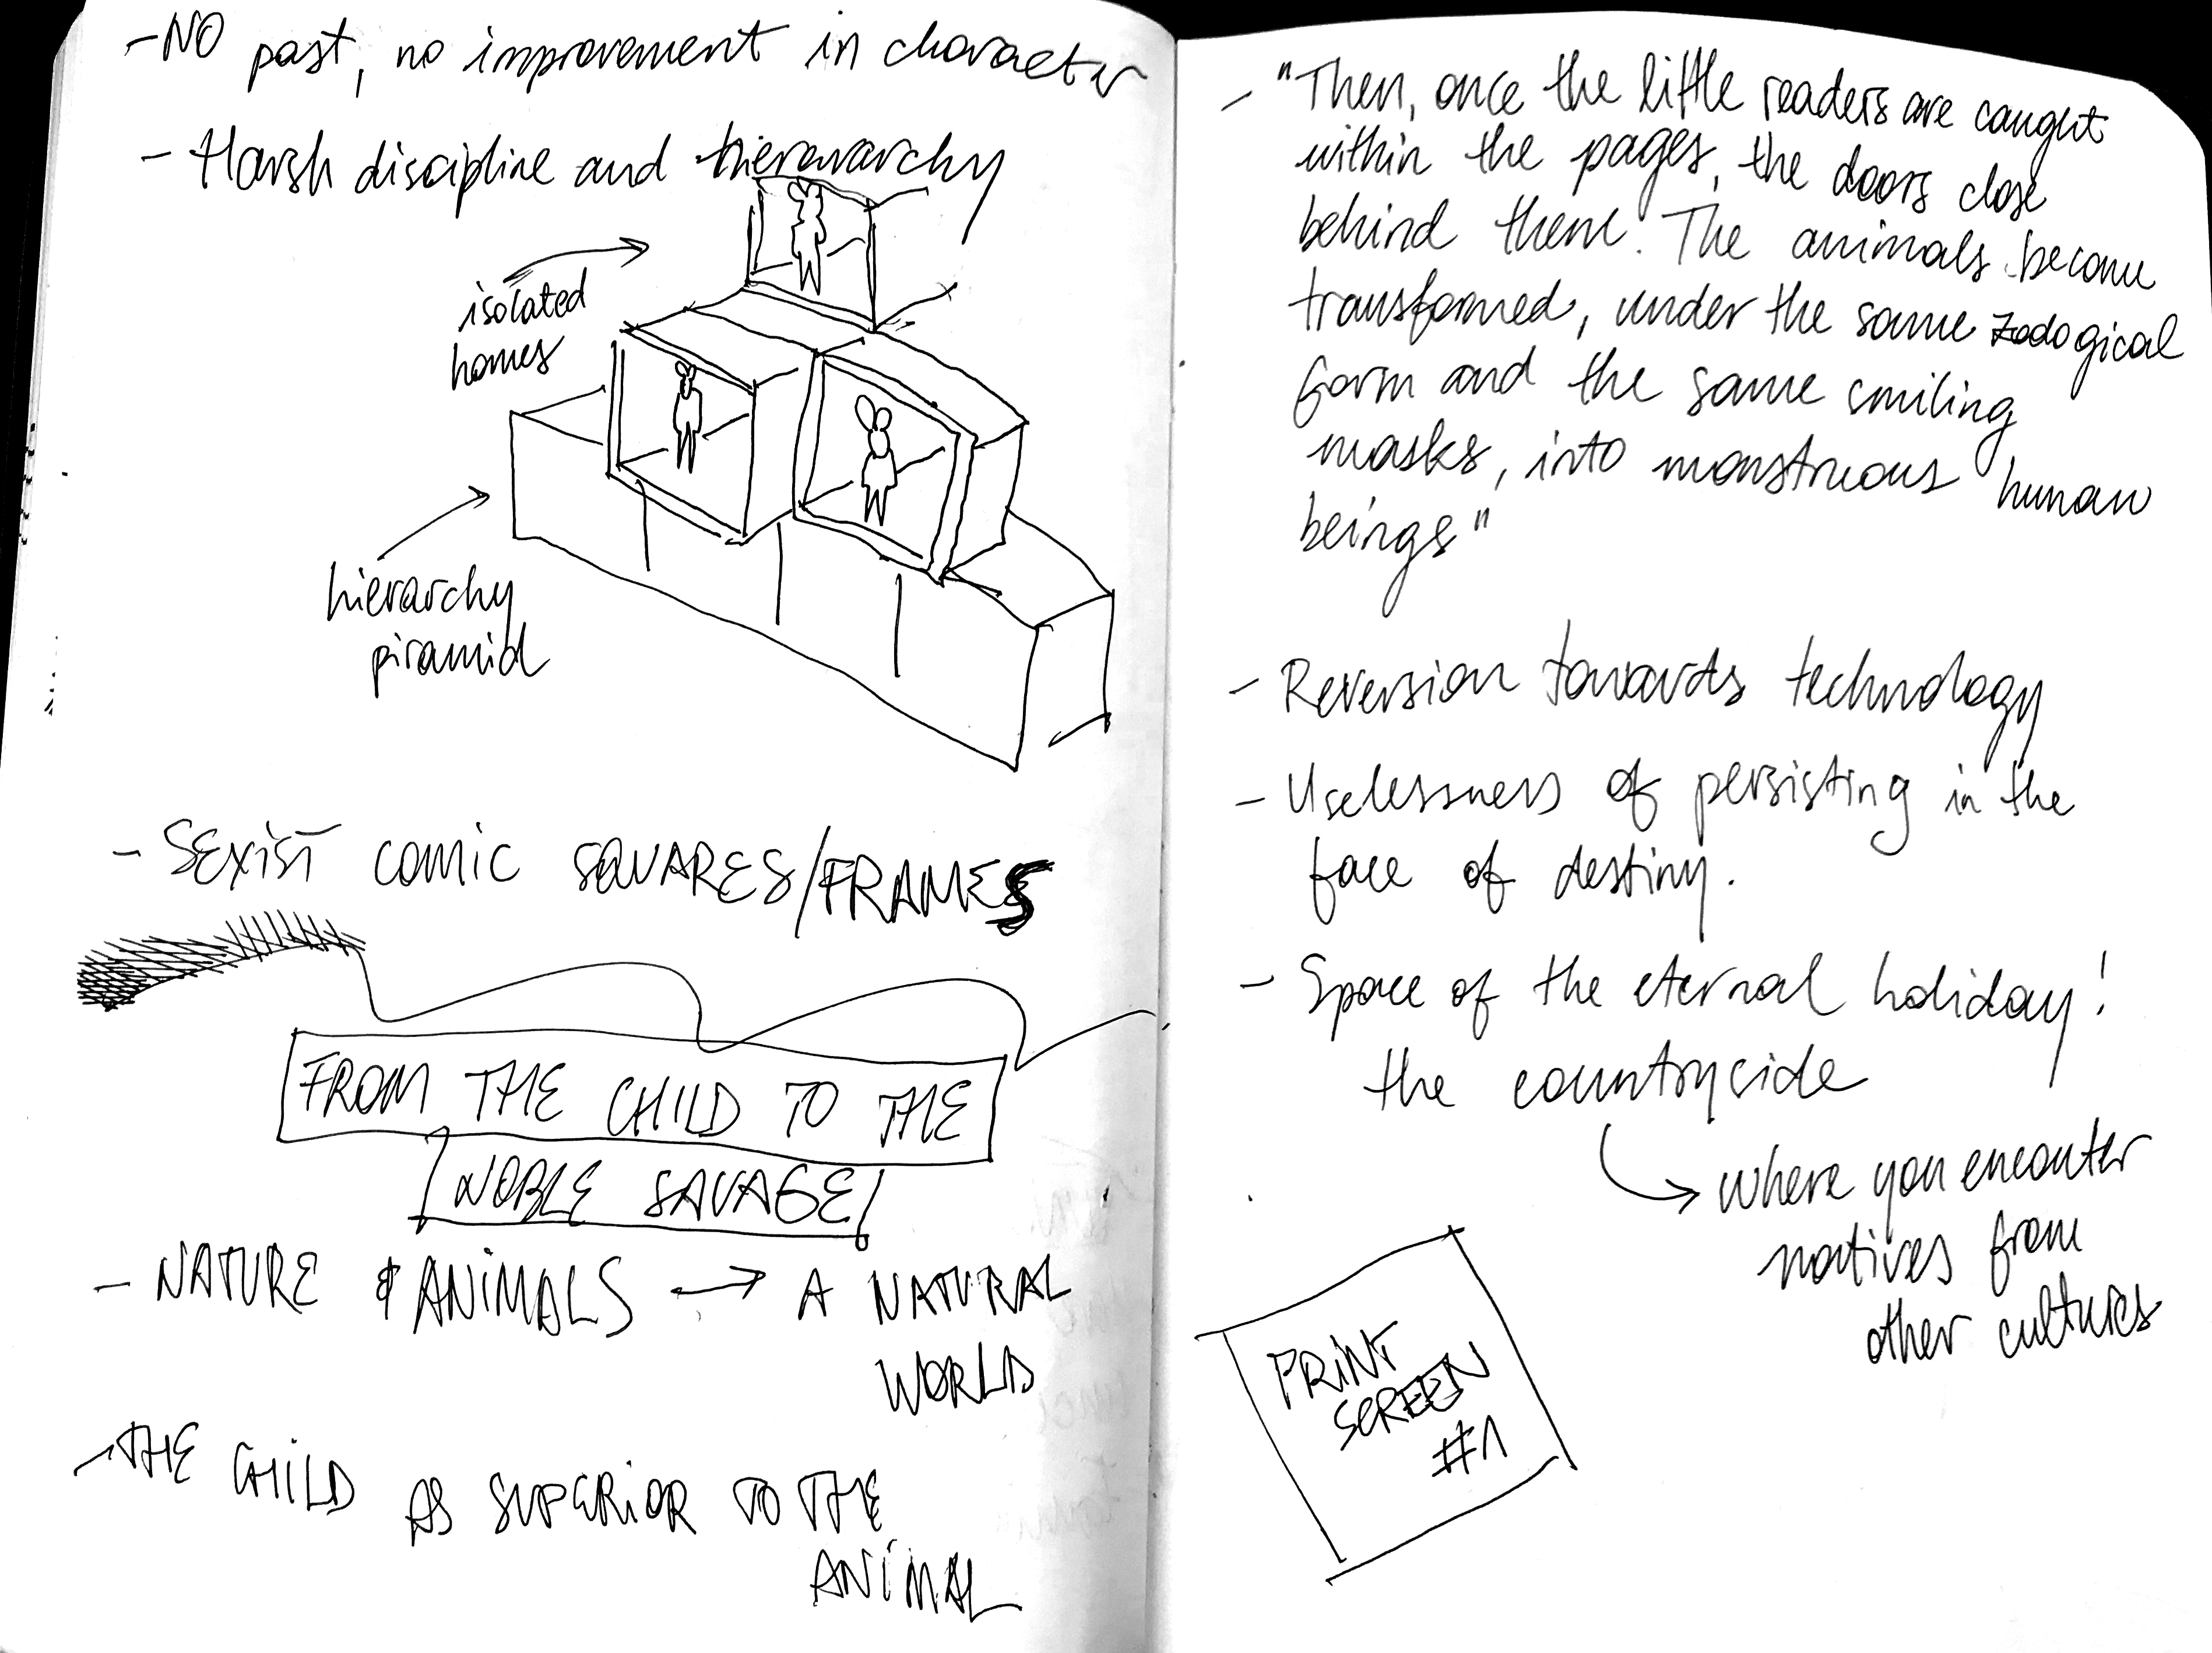 - NO past, no improvement in character
- Harsh discipline and hierararchy
isolated
homes
hierarchy
piramid
- SExiST comic SQUARES/FRAMES
FROM THE CHILD TO THE
NOBLE SAVAGE
- NATURE & ANiMALS → A NATURAL
WORLD
- THE CHILD AS SUPERiOR TO THE
ANiMAL
- "Then, once the little readers are caught
within the pages, the doors close
behind them. The animals become
transformed, under the same zoological
form and the same smiling
masks, into monstruous human
beings"
- Reversion towards technology
- Uselessness of persisting in the
face of destiny.
- Space of the eternal holiday!
the countryside
where you enconter
natives from
other cultures
PRiNT
SCREEN
#1